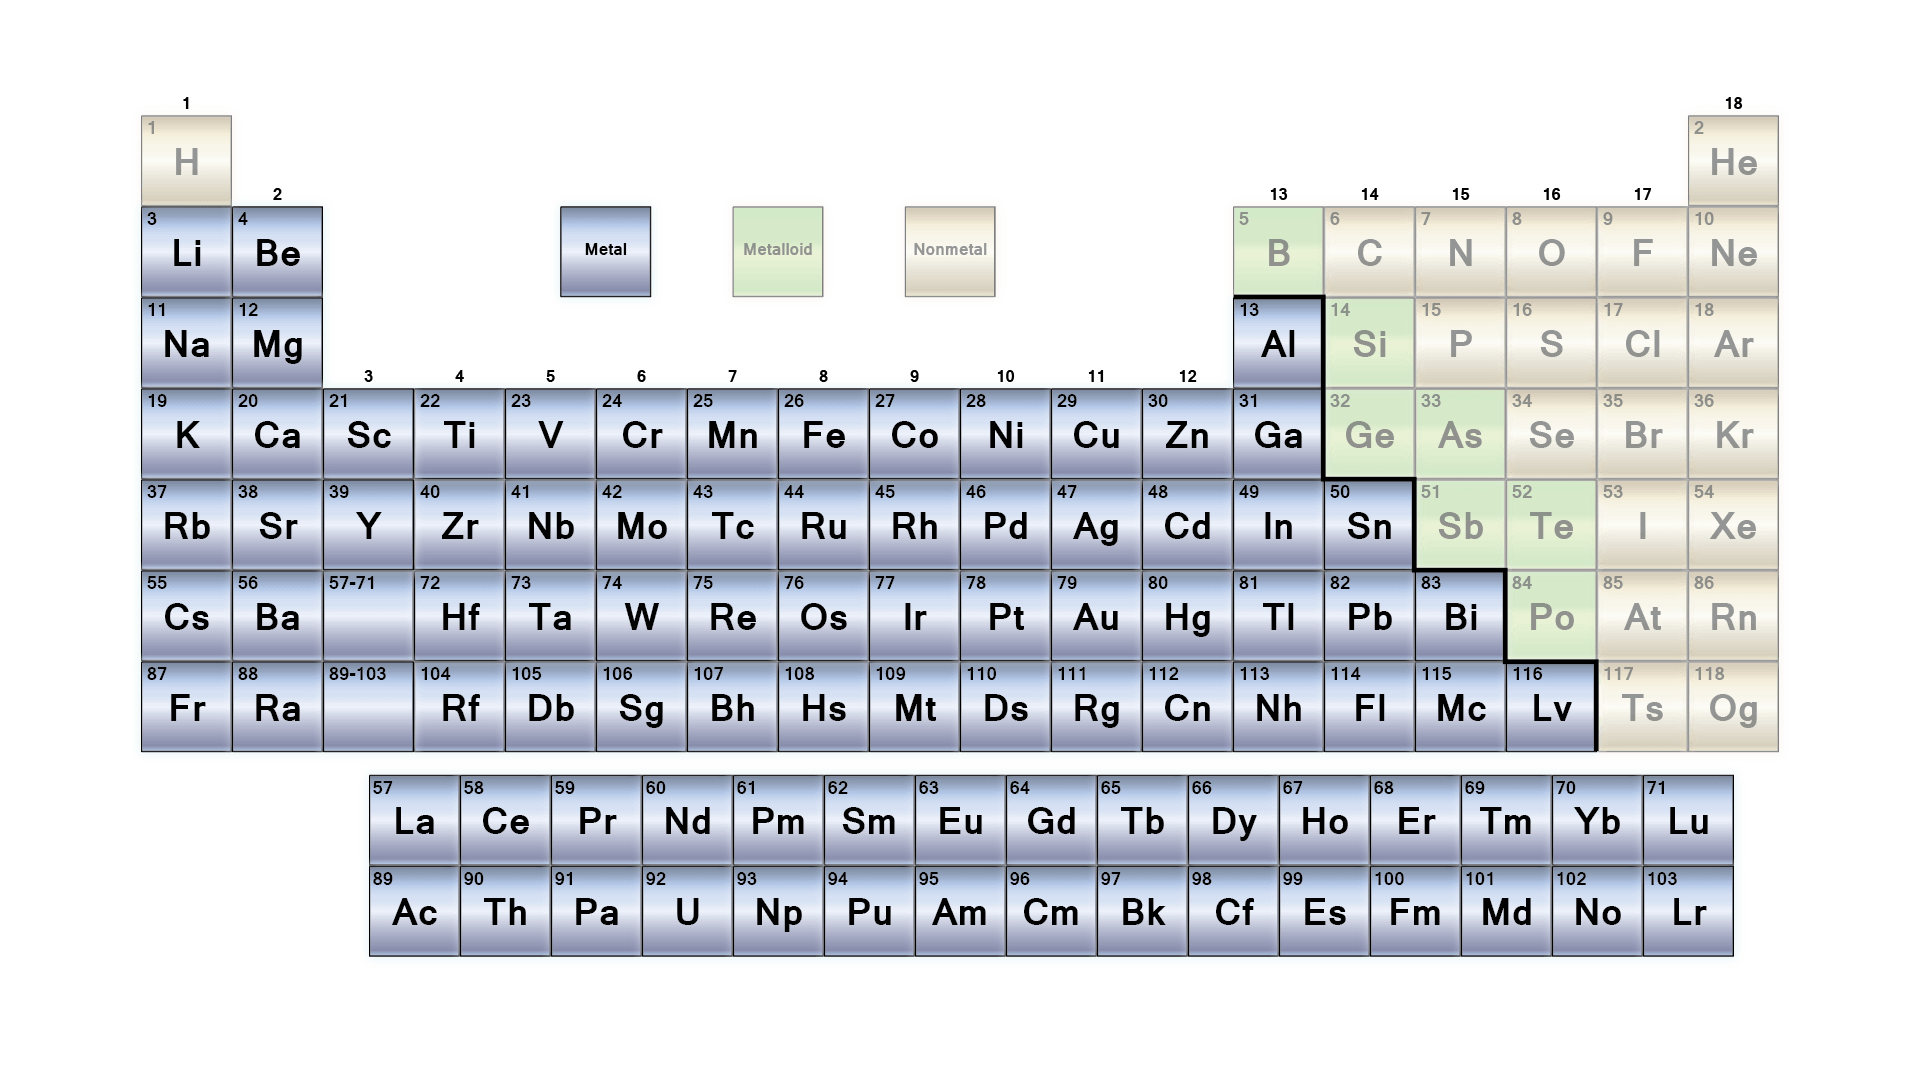 1 18
1 2
H He
2 13 14 15 16 17
3 4 5 6 7 8 9 10
Li Be Metal Metalloid Nonmetal B C N O F Ne
11 12 13 14 15 16 17 18
Na Mg Al Si P S Cl Ar
3 4 5 6 7 8 9 10 11 12
19 20 21 22 23 24 25 26 27 28 29 30 31 32 33 34 35 36
K Ca Sc Ti V Cr Mn Fe Co Ni Cu Zn Ga Ge As Se Br Kr
37 38 39 40 41 42 43 44 45 46 47 48 49 50 51 52 53 54
Rb Sr Y Zr Nb Mo Tc Ru Rh Pd Ag Cd In Sn Sb Te I Xe
55 56 57-71 72 73 74 75 76 77 78 79 80 81 82 83 84 85 86
Cs Ba Hf Ta W Re Os Ir Pt Au Hg Tl Pb Bi Po At Rn
87 88 89-103 104 105 106 107 108 109 110 111 112 113 114 115 116 117 118
Fr Ra Rf Db Sg Bh Hs Mt Ds Rg Cn Nh Fl Mc Lv Ts Og
57 58 59 60 61 62 63 64 65 66 67 68 69 70 71
La Ce Pr Nd Pm Sm Eu Gd Tb Dy Ho Er Tm Yb Lu
89 90 91 92 93 94 95 96 97 98 99 100 101 102 103
Ac Th Pa U Np Pu Am Cm Bk Cf Es Fm Md No Lr